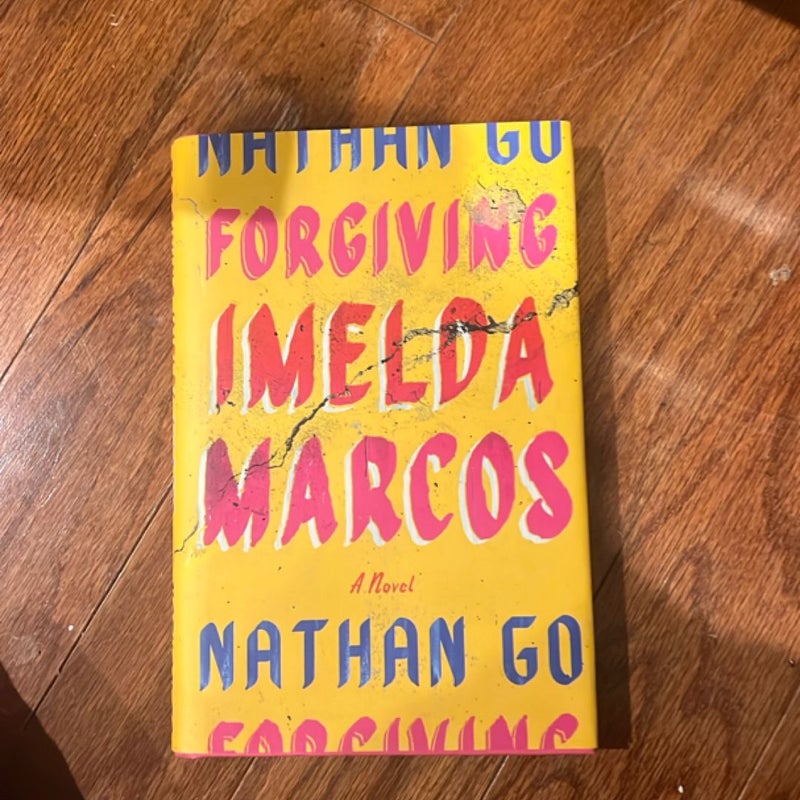 NATHAN GO
FORGIVING
IMELDA
MARCOS
A Novel
NATHAN GO
FORGIVING